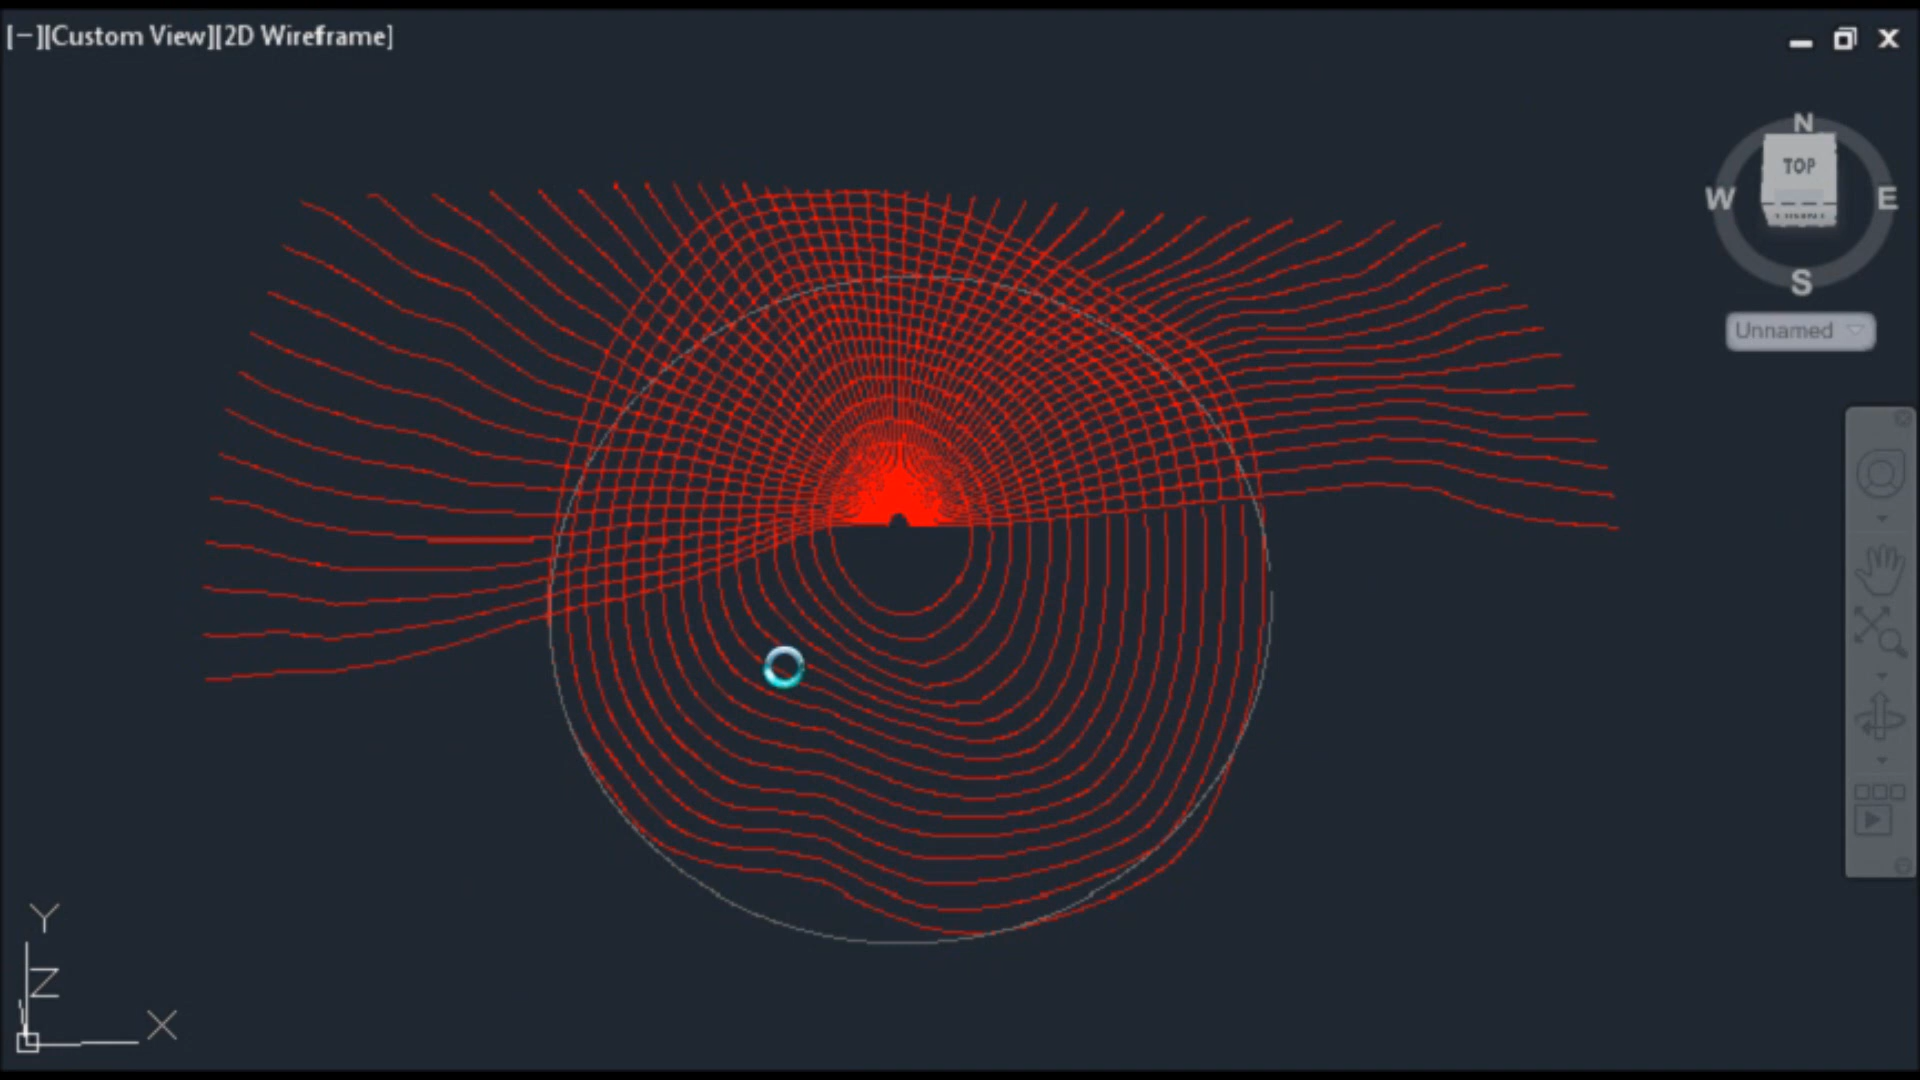 [−][Custom View][2D Wireframe]
N
TOP
W
E
S
Unnamed
Y
Z
X